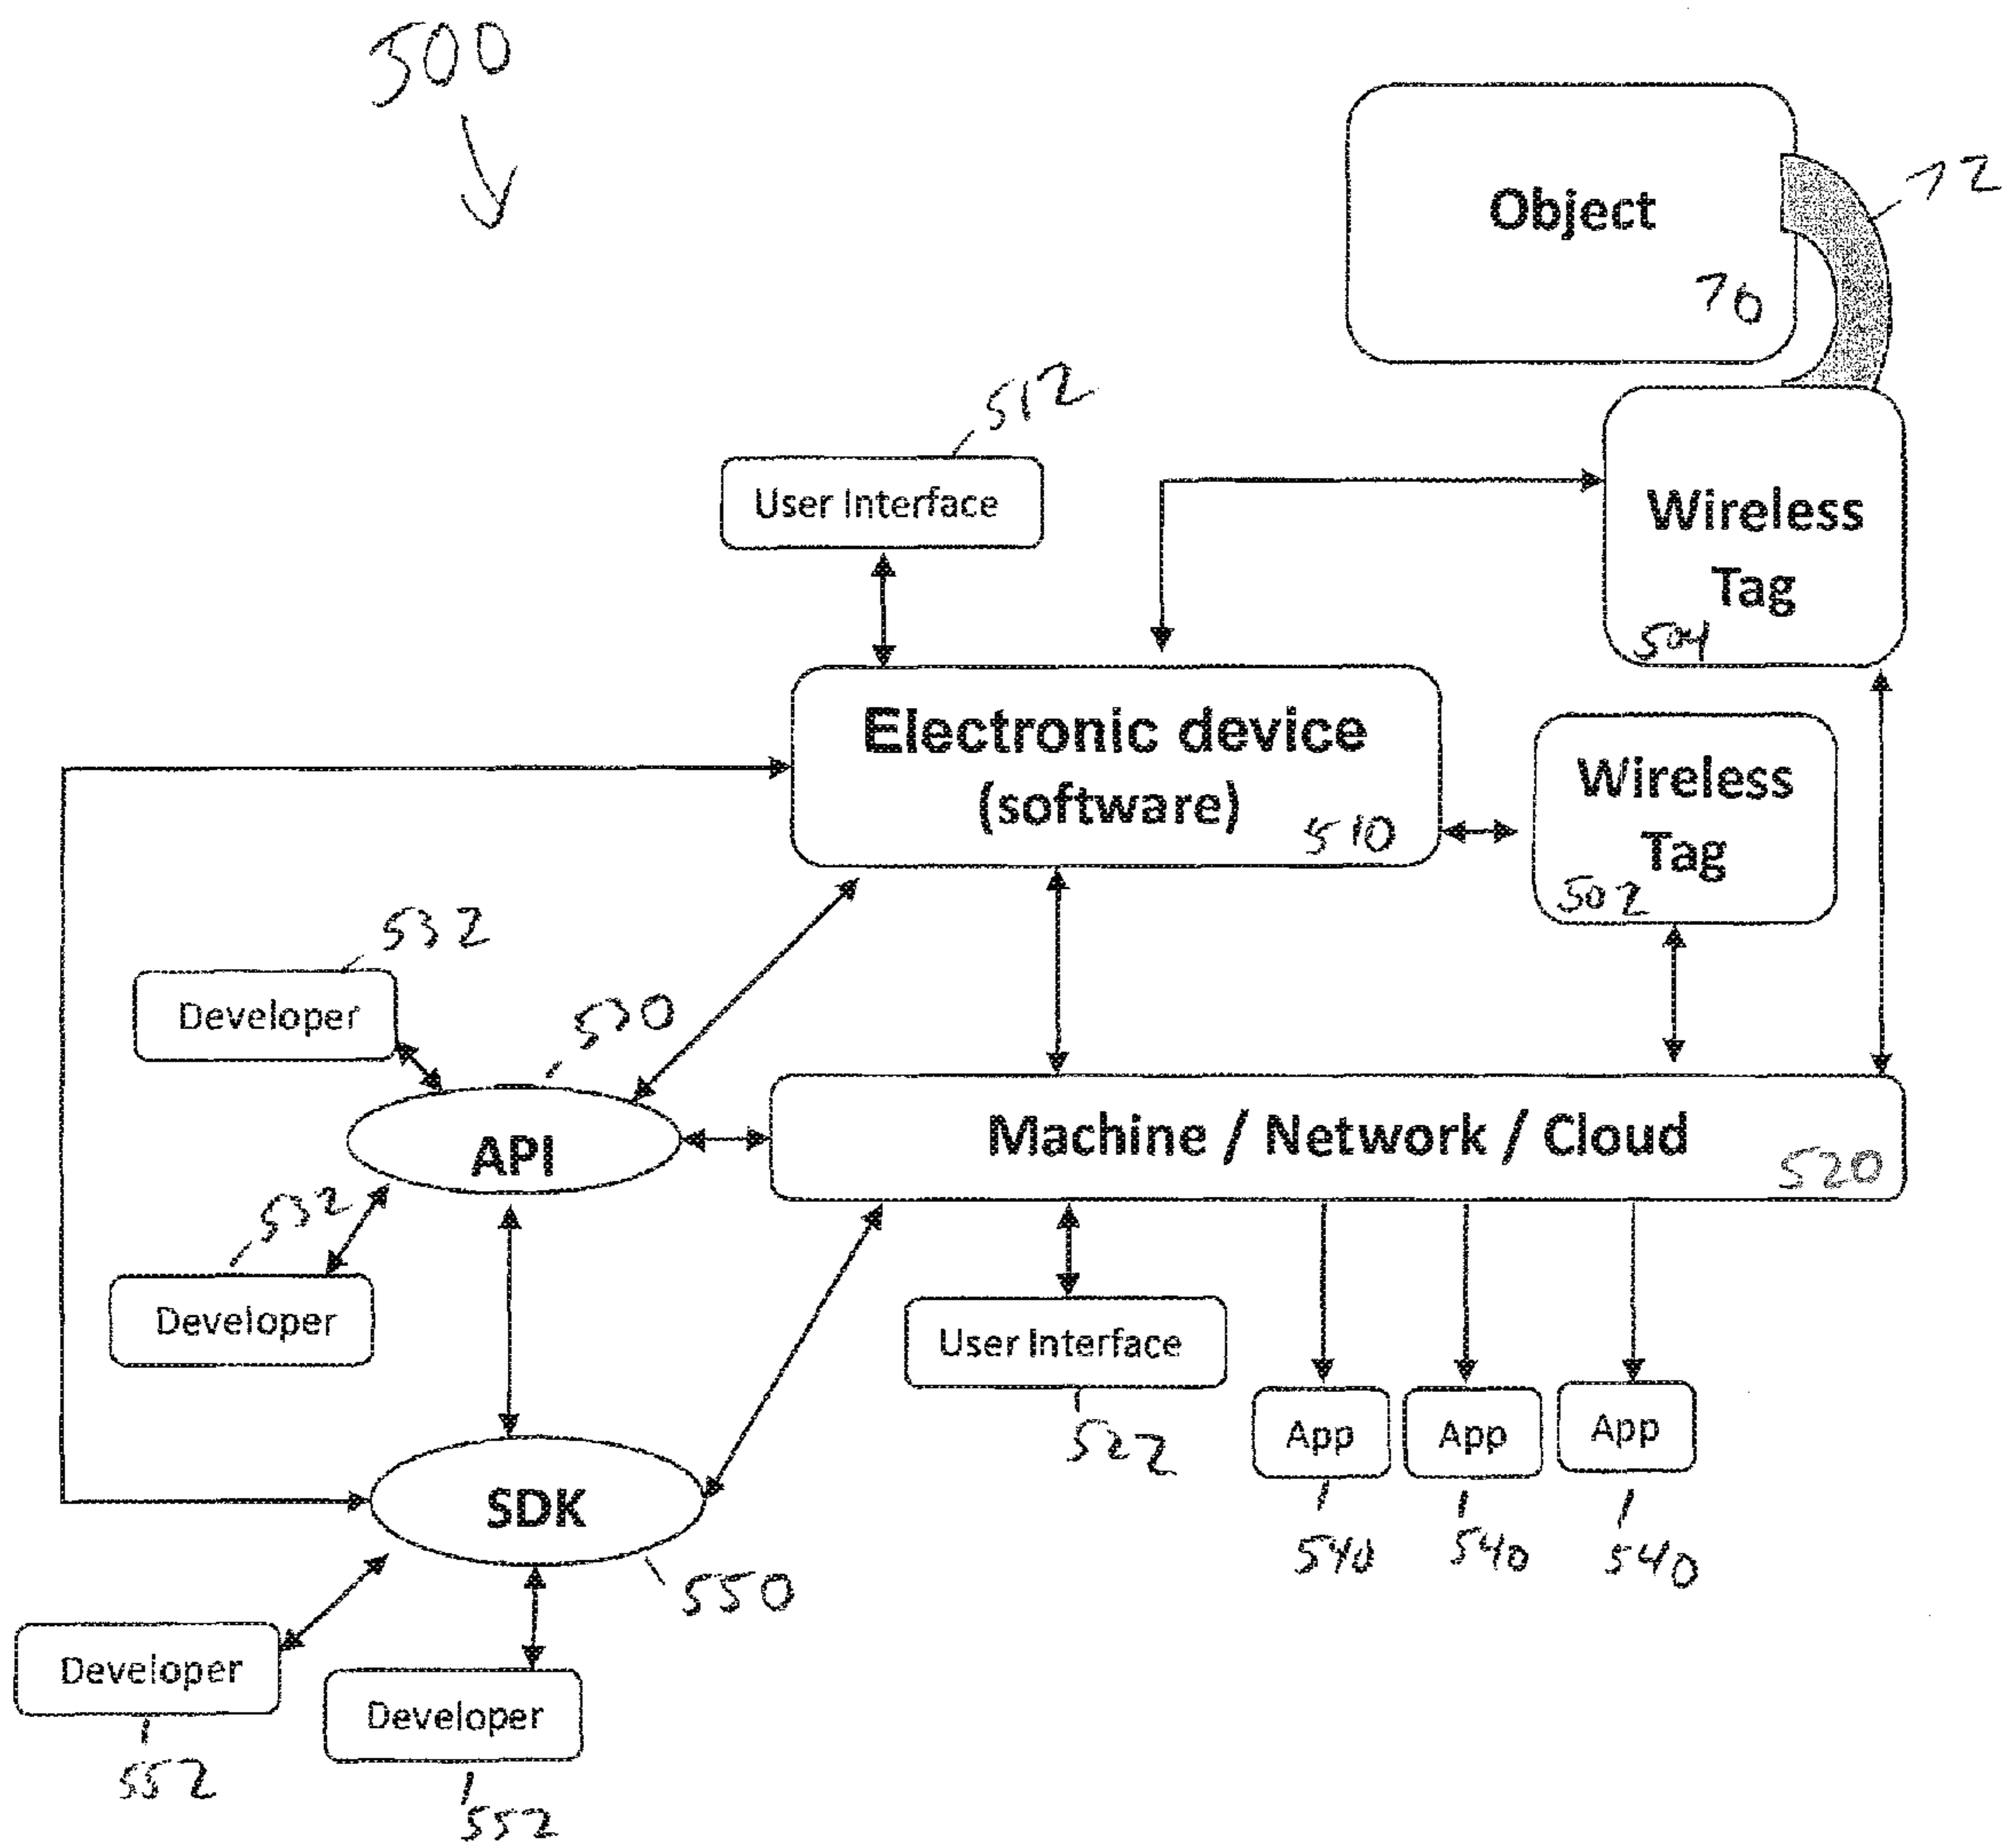 500
Object
70
72
512
User Interface
Wireless
Tag
504
Electronic device
(software)
510
Wireless
Tag
502
532
Developer
530
API
Machine / Network / Cloud
520
532
Developer
User Interface
522
App
App
App
540
540
540
SDK
550
Developer
552
Developer
552